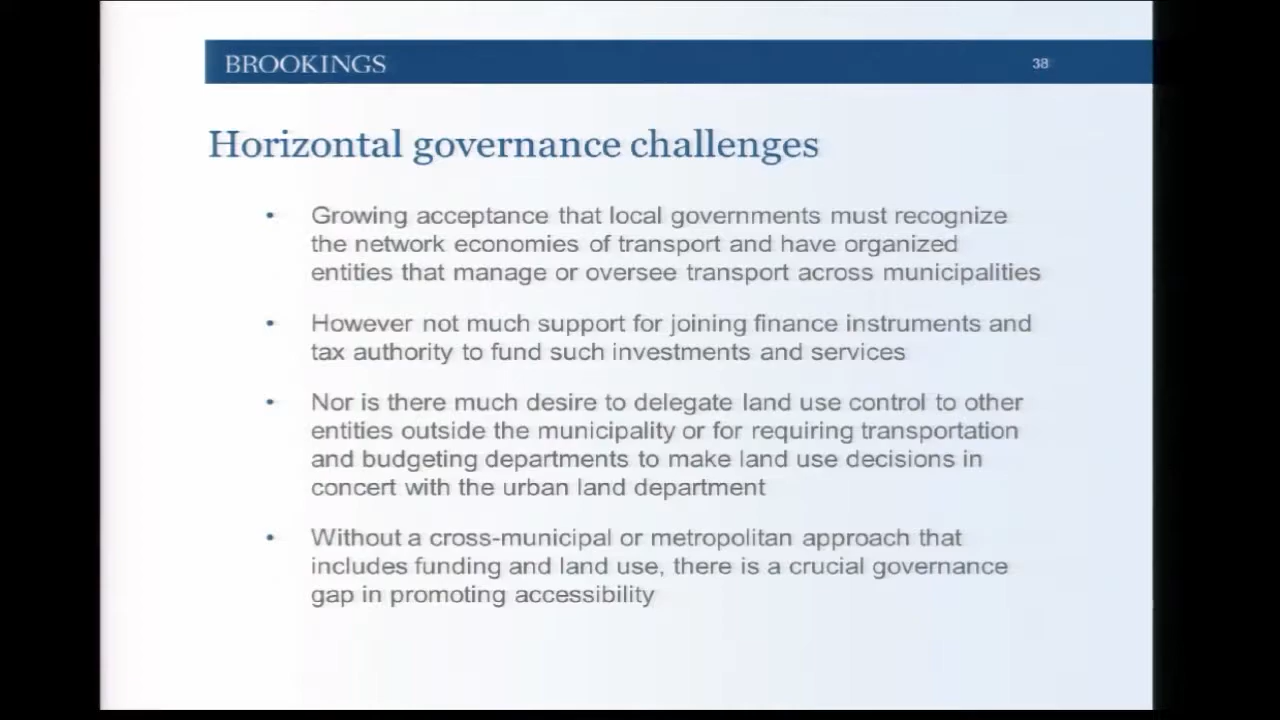 BROOKINGS
38
Horizontal governance challenges
• Growing acceptance that local governments must recognize
the network economies of transport and have organized
entities that manage or oversee transport across municipalities
• However not much support for joining finance instruments and
tax authority to fund such investments and services
• Nor is there much desire to delegate land use control to other
entities outside the municipality or for requiring transportation
and budgeting departments to make land use decisions in
concert with the urban land department
• Without a cross-municipal or metropolitan approach that
includes funding and land use, there is a crucial governance
gap in promoting accessibility